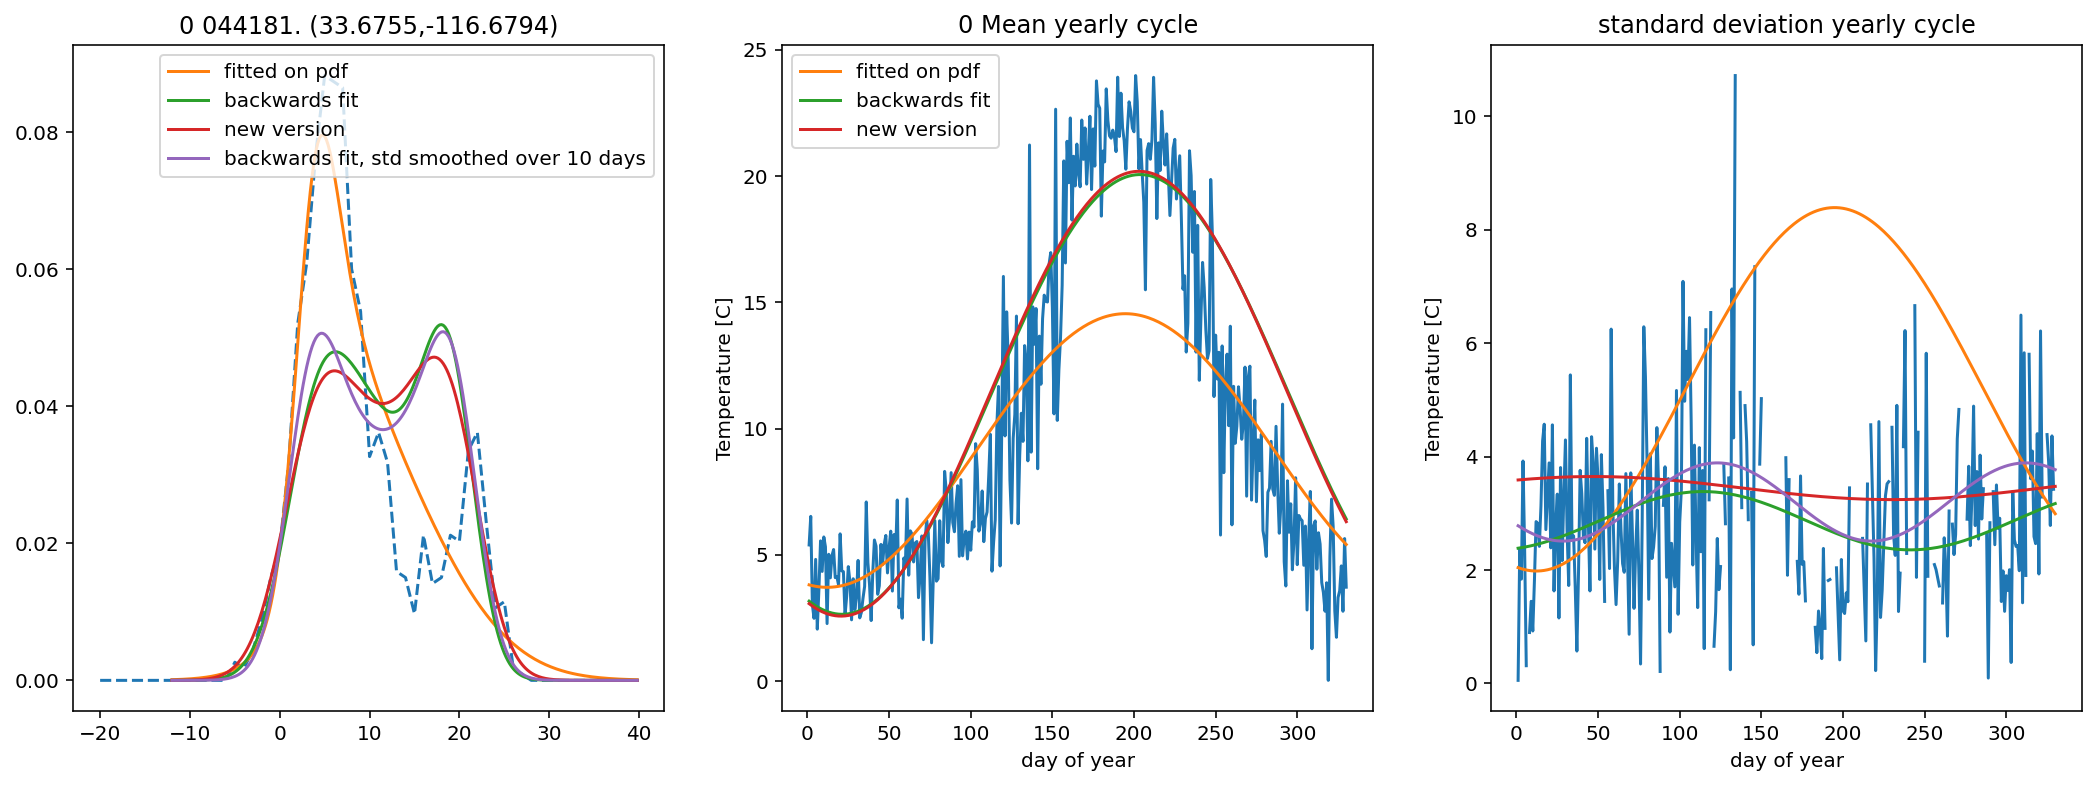 0 044181. (33.6755,-116.6794)
fitted on pdf
backwards fit
new version
backwards fit, std smoothed over 10 days
0.08
0.06
0.04
0.02
0.00
−20 −10 0 10 20 30 40
0 Mean yearly cycle
fitted on pdf
backwards fit
new version
Temperature [C]
25
20
15
10
5
0
0 50 100 150 200 250 300
day of year
standard deviation yearly cycle
Temperature [C]
10
8
6
4
2
0
0 50 100 150 200 250 300
day of year